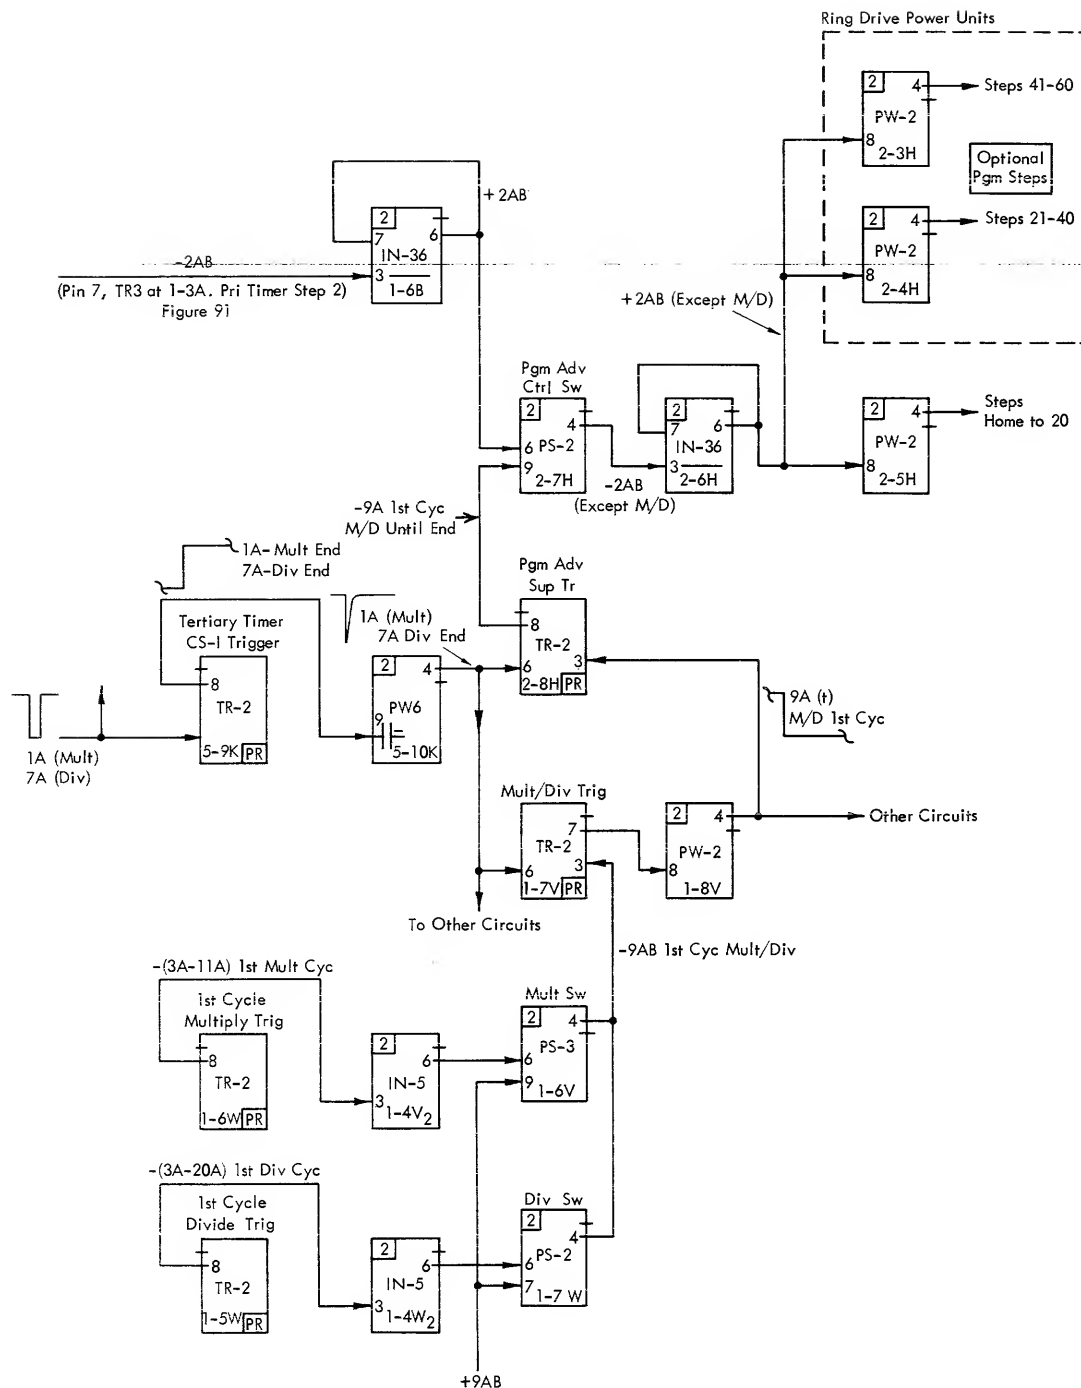 Ring Drive Power Units
2
4
Steps 41-60
PW-2
8
2-3H
Optional
Pgm Steps
+2AB
2
7
6
IN-36
3
1-6B
-2AB
(Pin 7, TR3 at 1-3A. Pri Timer Step 2)
Figure 91
2
4
Steps 21-40
PW-2
8
2-4H
+2AB (Except M/D)
Pgm Adv
Ctrl Sw
2
4
6
PS-2
9
2-7H
2
7
6
IN-36
3
2-6H
-2AB
(Except M/D)
2
4
Steps
Home to 20
PW-2
8
2-5H
-9A 1st Cyc
M/D Until End
1A-Mult End
7A-Div End
Tertiary Timer
CS-I Trigger
8
TR-2
5-9K
PR
1A (Mult)
7A (Div)
1A (Mult)
7A Div End
2
4
PW6
9
5-10K
Pgm Adv
Sup Tr
8
TR-2
3
6
2-8H
PR
9A (t)
M/D 1st Cyc
Mult/Div Trig
7
TR-2
3
6
1-7V
PR
2
4
PW-2
8
1-8V
Other Circuits
To Other Circuits
-9AB 1st Cyc Mult/Div
-(3A-11A) 1st Mult Cyc
1st Cycle
Multiply Trig
8
TR-2
1-6W
PR
2
6
IN-5
3
1-4V2
Mult Sw
2
4
PS-3
6
9
1-6V
-(3A-20A) 1st Div Cyc
1st Cycle
Divide Trig
8
TR-2
1-5W
PR
2
6
IN-5
3
1-4W2
Div Sw
2
4
PS-2
6
7
1-7 W
+9AB